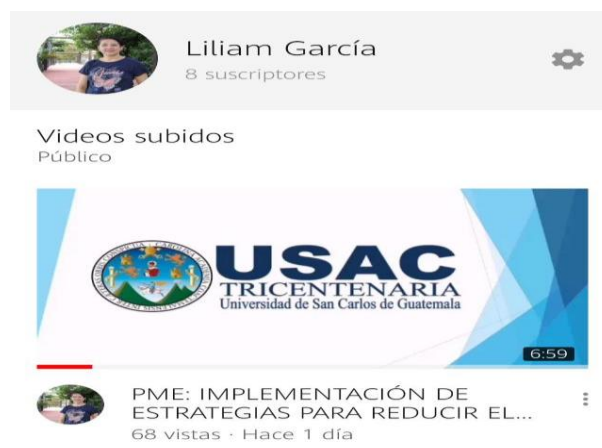 Liliam García
8 suscriptores
Videos subidos
Público
USAC
TRICENTENARIA
Universidad de San Carlos de Guatemala
6:59
PME: IMPLEMENTACIÓN DE
ESTRATEGIAS PARA REDUCIR EL...
68 vistas · Hace 1 día